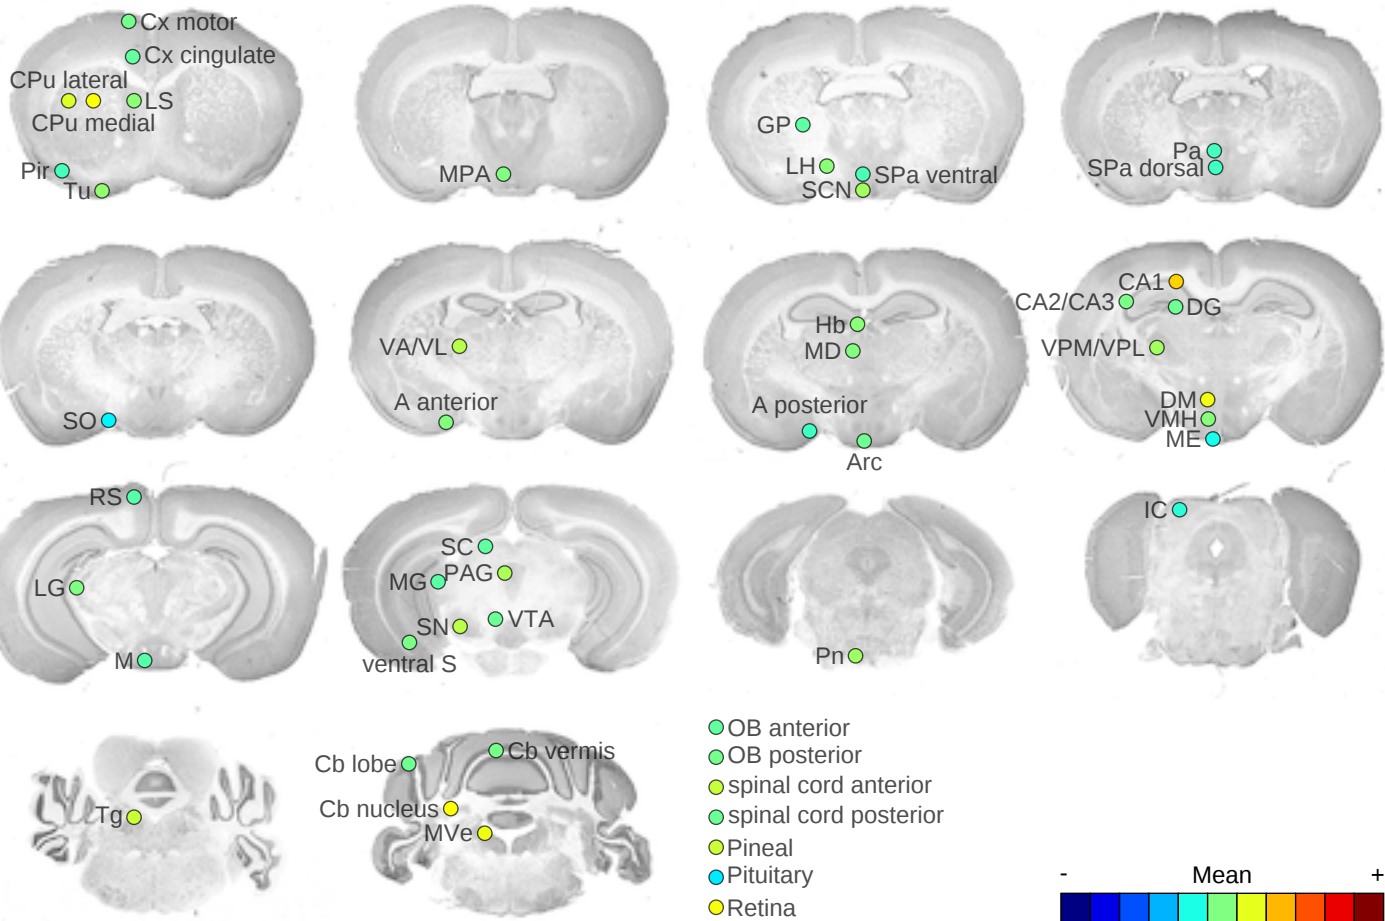 Cx motor
Cx cingulate
CPu lateral
LS
CPu medial
Pir
Tu
MPA
GP
LH
SPa ventral
SCN
Pa
SPa dorsal
SO
VA/VL
A anterior
Hb
MD
A posterior
Arc
CA1
CA2/CA3
DG
VPM/VPL
DM
VMH
ME
RS
LG
M
SC
MG
PAG
SN
VTA
ventral S
Pn
IC
Tg
Cb lobe
Cb vermis
Cb nucleus
MVe
OB anterior
OB posterior
spinal cord anterior
spinal cord posterior
Pineal
Pituitary
Retina
- Mean +